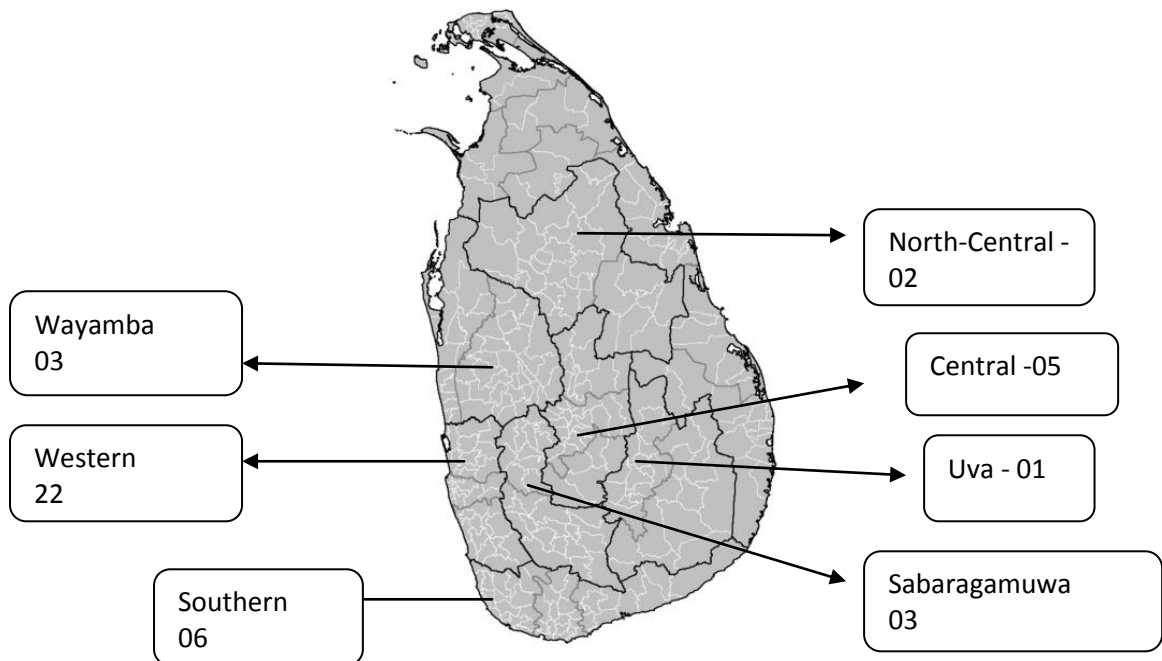 North-Central -
02
Wayamba
03
Central -05
Western
22
Uva - 01
Sabaragamuwa
03
Southern
06